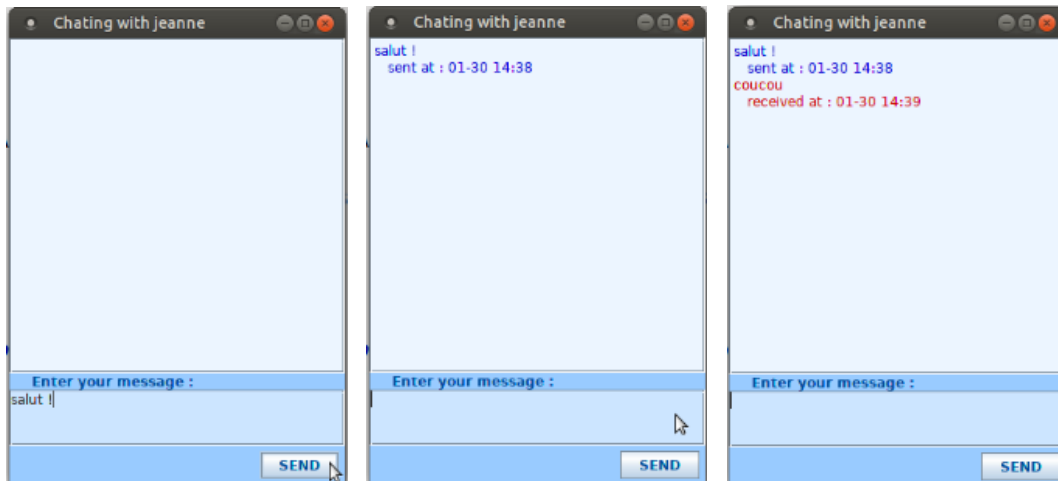 Chating with jeanne
Enter your message :
salut !
SEND
Chating with jeanne
salut !
sent at : 01-30 14:38
Enter your message :
SEND
Chating with jeanne
salut !
sent at : 01-30 14:38
coucou
received at : 01-30 14:39
Enter your message :
SEND